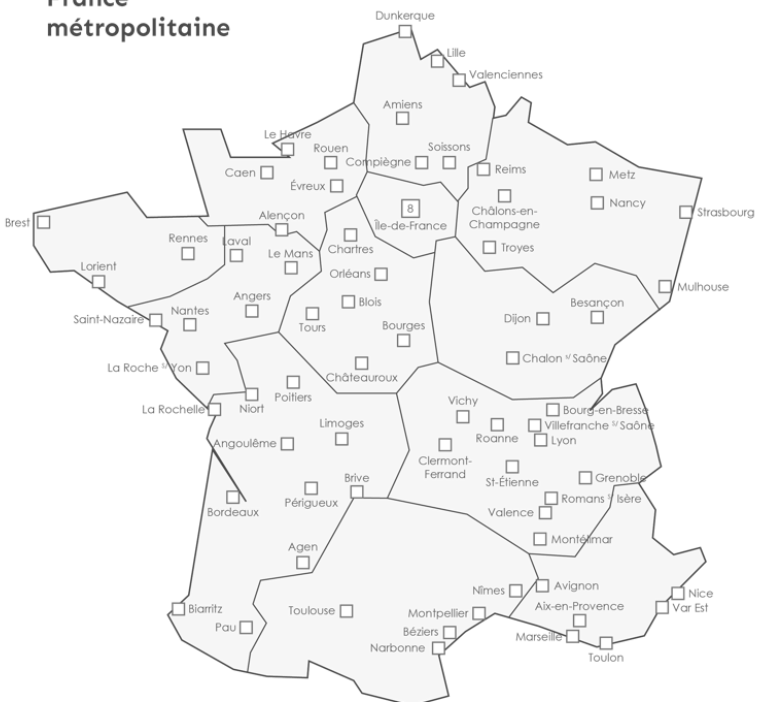 France
métropolitaine
Dunkerque
Lille
Valenciennes
Amiens
Le Havre
Rouen
Soissons
Compiègne
Caen
Reims
Metz
Évreux
Nancy
8
Île-de-France
Châlons-en-
Champagne
Strasbourg
Brest
Alençon
Rennes
Laval
Chartres
Troyes
Le Mans
Lorient
Orléans
Mulhouse
Angers
Blois
Besançon
Saint-Nazaire
Nantes
Tours
Dijon
Bourges
Chalon s/ Saône
La Roche s/ Yon
Châteauroux
Poitiers
La Rochelle
Niort
Vichy
Bourg-en-Bresse
Limoges
Roanne
Villefranche s/ Saône
Angoulême
Lyon
Clermont-
Ferrand
St-Étienne
Grenoble
Brive
Périgueux
Romans s/ Isère
Bordeaux
Valence
Montélimar
Agen
Nîmes
Avignon
Nice
Biarritz
Toulouse
Montpellier
Aix-en-Provence
Var Est
Pau
Béziers
Marseille
Narbonne
Toulon